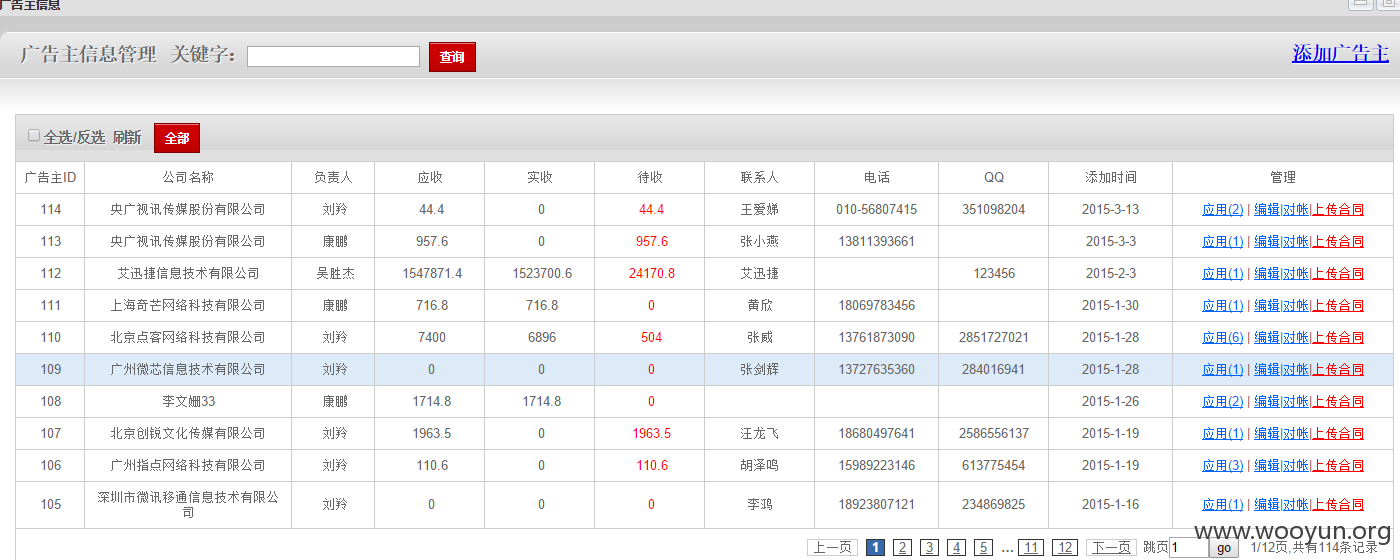 广告主信息
广告主信息管理 关键字： 查询 添加广告主
全选/反选 刷新 全部
广告主ID 公司名称 负责人 应收 实收 待收 联系人 电话 QQ 添加时间 管理
114 央广视讯传媒股份有限公司 刘羚 44.4 0 44.4 王爱娣 010-56807415 351098204 2015-3-13 应用(2) | 编辑|对帐|上传合同
113 央广视讯传媒股份有限公司 康鹏 957.6 957.6 张小燕 13811393661 2015-3-3 应用(1) | 编辑|对帐|上传合同
112 艾迅捷信息技术有限公司 吴胜杰 1547871.4 1523700.6 24170.8 艾迅捷 123456 2015-2-3 应用(1) | 编辑|对帐|上传合同
111 上海奇芒网络科技有限公司 康鹏 716.8 716.8 0 黄欣 18069783456 2015-1-30 应用(1) | 编辑|对帐|上传合同
110 北京点客网络科技有限公司 刘羚 7400 6896 504 张威 13761873090 2851727021 2015-1-28 应用(6) | 编辑|对帐|上传合同
109 广州微芯信息技术有限公司 刘羚 0 0 0 张剑辉 13727635360 284016941 2015-1-28 应用(1) | 编辑|对帐|上传合同
108 李文姗33 康鹏 1714.8 1714.8 0 2015-1-26 应用(2) | 编辑|对帐|上传合同
107 北京创锐文化传媒有限公司 刘羚 1963.5 0 1963.5 汪龙飞 18680497641 2586556137 2015-1-19 应用(1) | 编辑|对帐|上传合同
106 广州指点网络科技有限公司 刘羚 110.6 0 110.6 胡泽鸣 15989223146 613775454 2015-1-19 应用(3) | 编辑|对帐|上传合同
105 深圳市微讯移通信息技术有限公 刘羚 0 0 0 李鸿 18923807121 234869825 2015-1-16 应用(1) | 编辑|对帐|上传合同
司
www.wooyun.org
上一页 1 2 3 4 5 ... 11 12 下一页 跳页 1 go 1/12页,共有114条记录